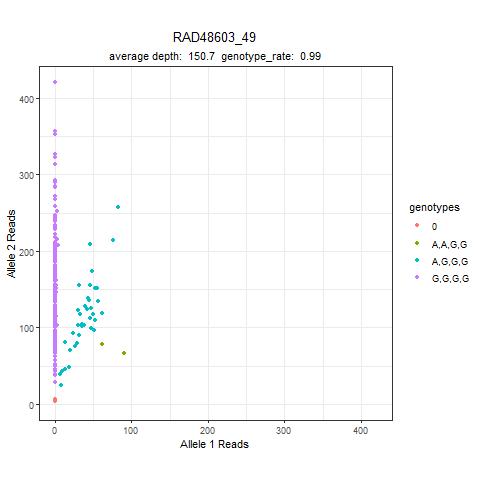 RAD48603_49
average depth:  150.7  genotype_rate:  0.99
400
300
200
100
0
Allele 2 Reads
0 100 200 300 400
Allele 1 Reads
genotypes
0
A,A,G,G
A,G,G,G
G,G,G,G